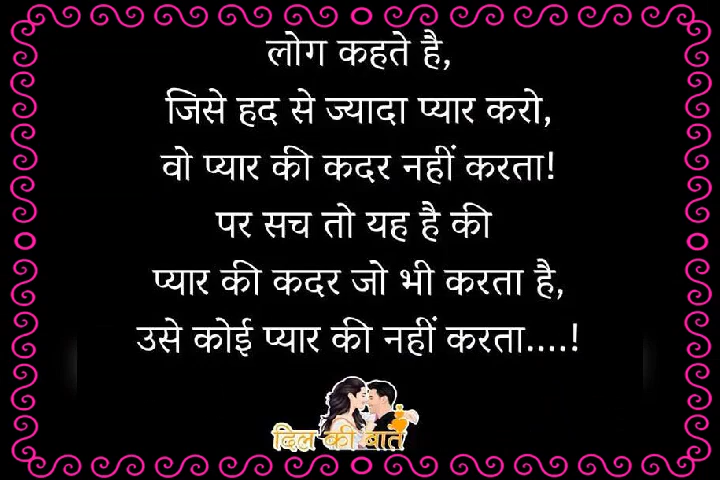 लोग कहते है,
जिसे हद से ज्यादा प्यार करो,
वो प्यार की कदर नहीं करता!
पर सच तो यह है की
प्यार की कदर जो भी करता है,
उसे कोई प्यार की नहीं करता....!
दिल की बातें